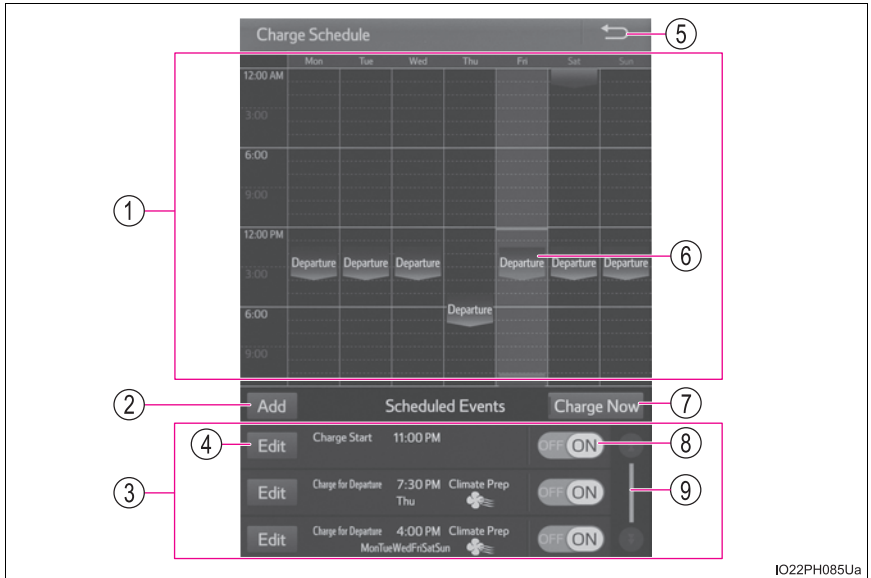 Charge Schedule
5
Mon Tue Wed Thu Fri Sat Sun
12:00 AM
3:00
6:00
9:00
1
12:00 PM
Departure Departure Departure Departure Departure Departure
6
3:00
6:00
Departure
9:00
2
Add Scheduled Events Charge Now
7
4
Edit Charge Start 11:00 PM OFF ON
8
3
Edit Charge for Departure 7:30 PM Climate Prep OFF ON
Thu
9
Edit Charge for Departure 4:00 PM Climate Prep OFF ON
MonTueWedFriSatSun
IO22PH085Ua